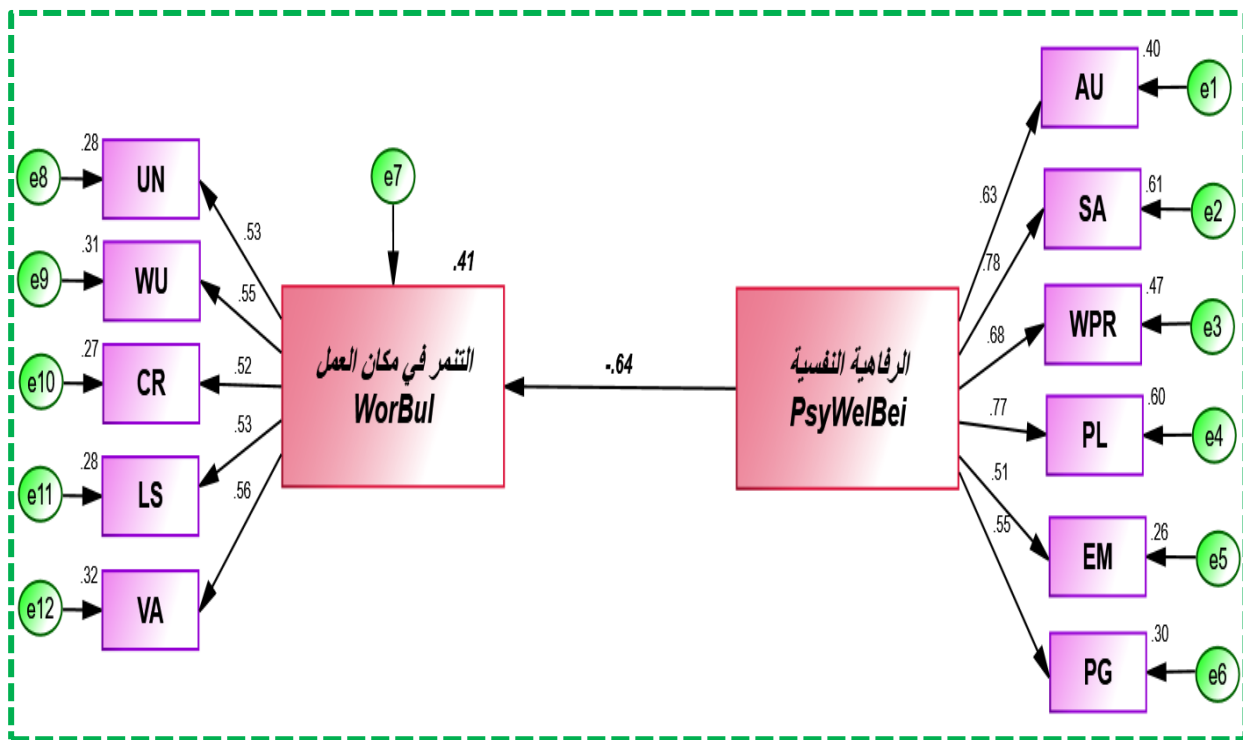 .28
e8
UN
.53
.31
e9
WU
.55
.27
e10
CR
.52
.28
e11
LS
.53
.32
e12
VA
.56
e7
.41
التنمر في مكان العمل
WorBul
-.64
الرفاهية النفسية
PsyWelBei
.40
AU
e1
.63
.61
SA
e2
.78
.47
WPR
e3
.68
.60
PL
e4
.77
.26
EM
e5
.51
.30
PG
e6
.55